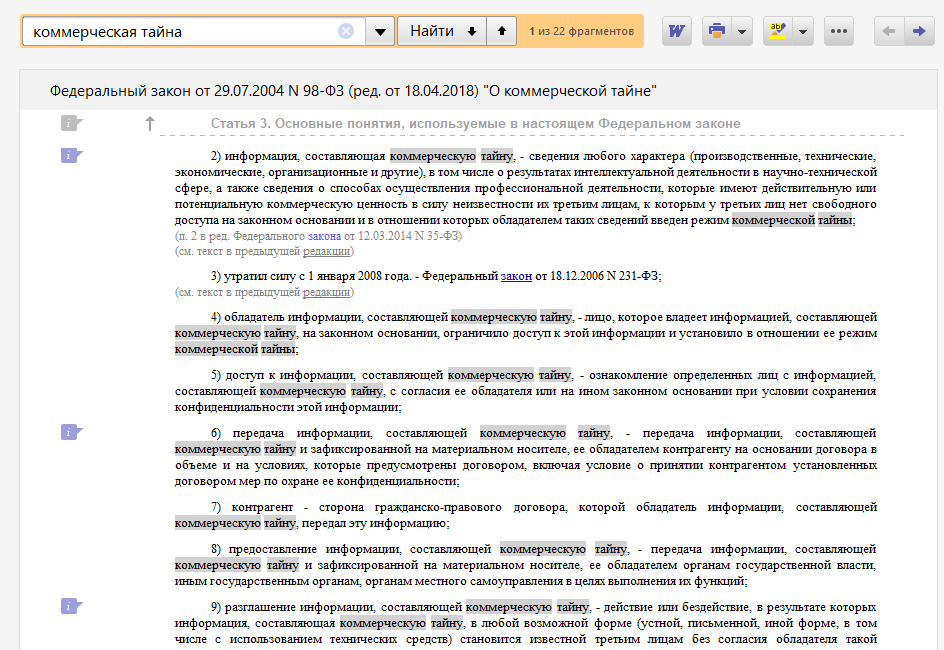 коммерческая тайна
Найти
1 из 22 фрагментов
W
ab
Федеральный закон от 29.07.2004 N 98-ФЗ (ред. от 18.04.2018) "О коммерческой тайне"
i
Статья 3. Основные понятия, используемые в настоящем Федеральном законе
i
2) информация, составляющая коммерческую тайну, - сведения любого характера (производственные, технические,
экономические, организационные и другие), в том числе о результатах интеллектуальной деятельности в научно-технической
сфере, а также сведения о способах осуществления профессиональной деятельности, которые имеют действительную или
потенциальную коммерческую ценность в силу неизвестности их третьим лицам, к которым у третьих лиц нет свободного
доступа на законном основании и в отношении которых обладателем таких сведений введен режим коммерческой тайны;
(п. 2 в ред. Федерального закона от 12.03.2014 N 35-ФЗ)
(см. текст в предыдущей редакции)
3) утратил силу с 1 января 2008 года. - Федеральный закон от 18.12.2006 N 231-ФЗ;
(см. текст в предыдущей редакции)
4) обладатель информации, составляющей коммерческую тайну, - лицо, которое владеет информацией, составляющей
коммерческую тайну, на законном основании, ограничило доступ к этой информации и установило в отношении ее режим
коммерческой тайны;
5) доступ к информации, составляющей коммерческую тайну, - ознакомление определенных лиц с информацией,
составляющей коммерческую тайну, с согласия ее обладателя или на ином законном основании при условии сохранения
конфиденциальности этой информации;
i
6) передача информации, составляющей коммерческую тайну, - передача информации, составляющей
коммерческую тайну и зафиксированной на материальном носителе, ее обладателем контрагенту на основании договора в
объеме и на условиях, которые предусмотрены договором, включая условие о принятии контрагентом установленных
договором мер по охране ее конфиденциальности;
7) контрагент - сторона гражданско-правового договора, которой обладатель информации, составляющей
коммерческую тайну, передал эту информацию;
8) предоставление информации, составляющей коммерческую тайну, - передача информации, составляющей
коммерческую тайну и зафиксированной на материальном носителе, ее обладателем органам государственной власти,
иным государственным органам, органам местного самоуправления в целях выполнения их функций;
i
9) разглашение информации, составляющей коммерческую тайну, - действие или бездействие, в результате которых
информация, составляющая коммерческую тайну, в любой возможной форме (устной, письменной, иной форме, в том
числе с использованием технических средств) становится известной третьим лицам без согласия обладателя такой